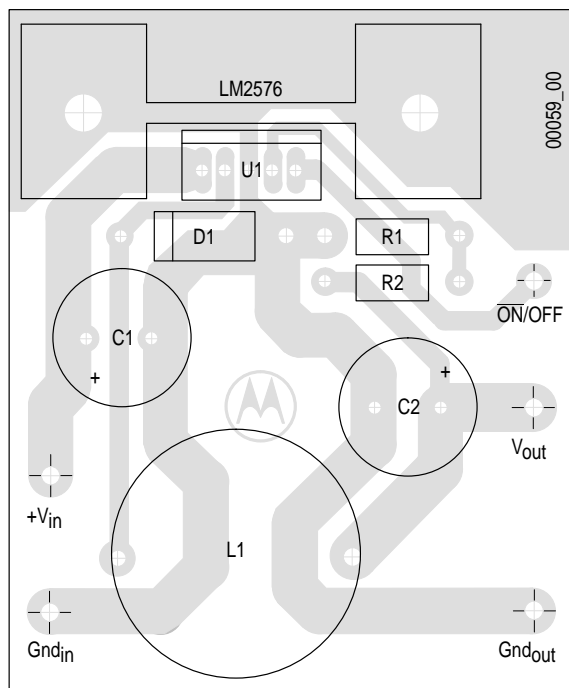 LM2576
00059_00
U1
D1
R1
R2
ON/OFF
C1
+
+
C2
Vout
+Vin
L1
Gndin
Gndout